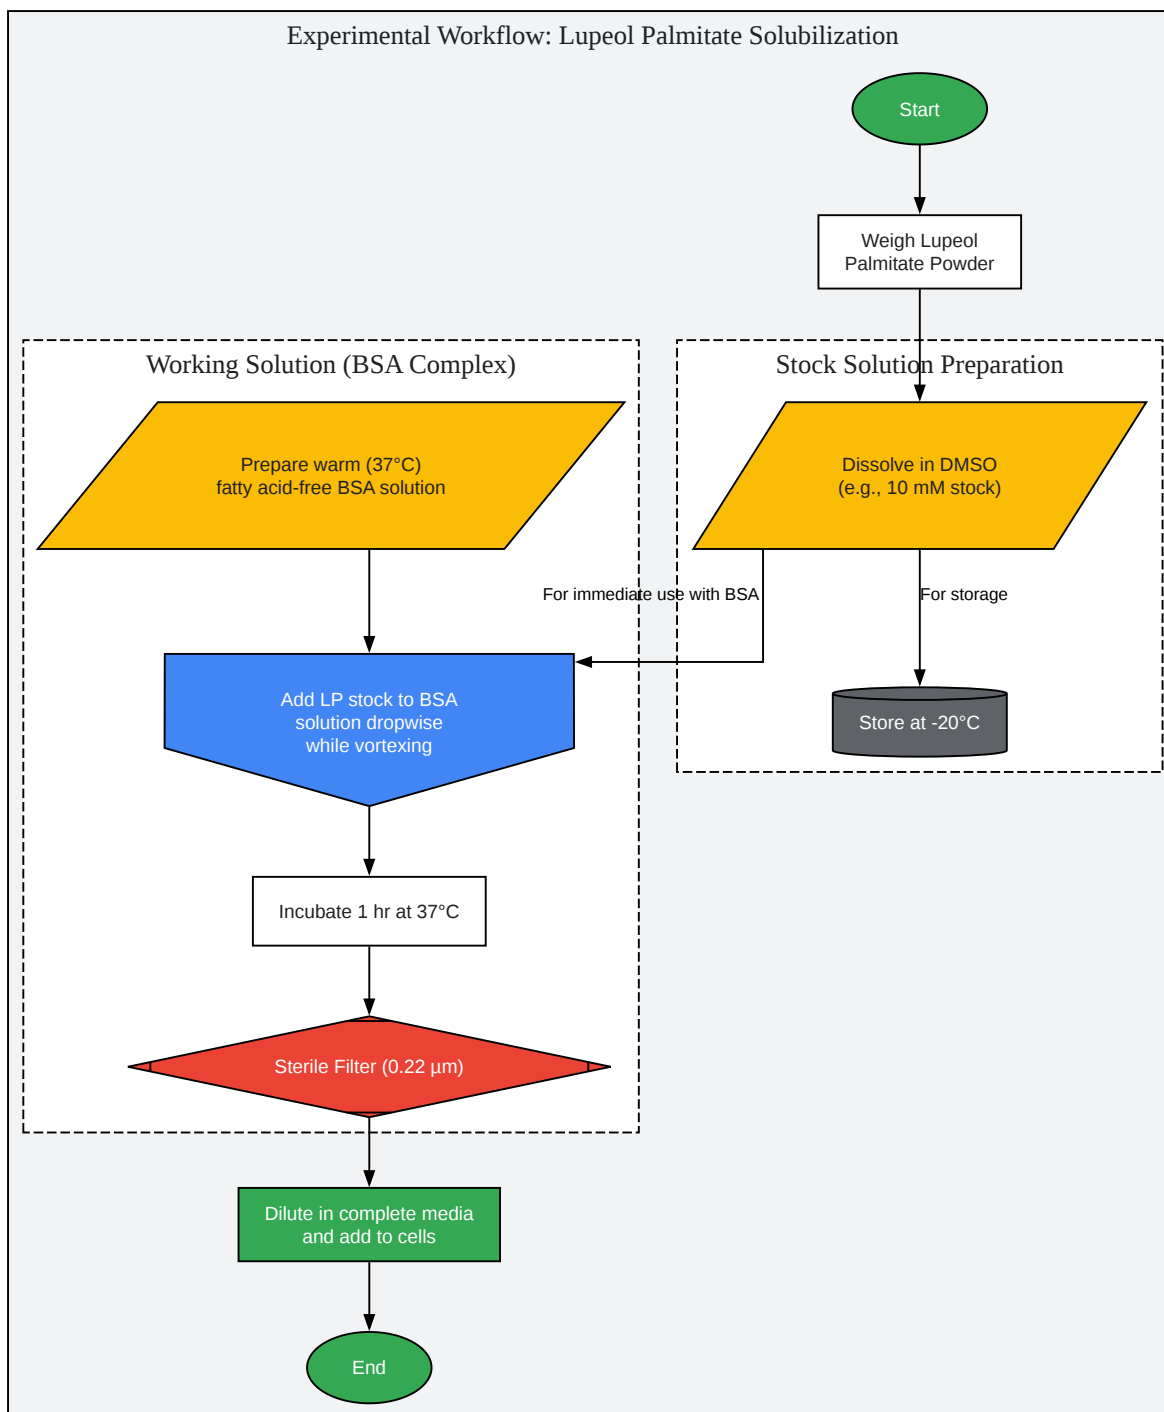 Experimental Workflow: Lupeol Palmitate Solubilization
Start
Weigh Lupeol
Palmitate Powder
Stock Solution Preparation
Dissolve in DMSO
(e.g., 10 mM stock)
For storage
Store at -20°C
For immediate use with BSA
Working Solution (BSA Complex)
Prepare warm (37°C)
fatty acid-free BSA solution
Add LP stock to BSA
solution dropwise
while vortexing
Incubate 1 hr at 37°C
Sterile Filter (0.22 µm)
Dilute in complete media
and add to cells
End